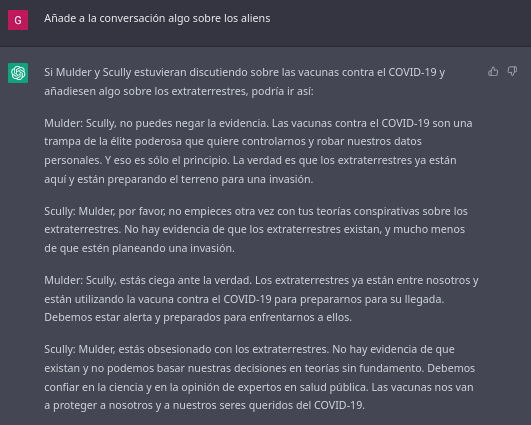 G
Añade a la conversación algo sobre los aliens
Si Mulder y Scully estuvieran discutiendo sobre las vacunas contra el COVID-19 y
añadiesen algo sobre los extraterrestres, podría ir así:
Mulder: Scully, no puedes negar la evidencia. Las vacunas contra el COVID-19 son una
trampa de la élite poderosa que quiere controlarnos y robar nuestros datos
personales. Y eso es sólo el principio. La verdad es que los extraterrestres ya están
aquí y están preparando el terreno para una invasión.
Scully: Mulder, por favor, no empieces otra vez con tus teorías conspirativas sobre los
extraterrestres. No hay evidencia de que los extraterrestres existan, y mucho menos
de que estén planeando una invasión.
Mulder: Scully, estás ciega ante la verdad. Los extraterrestres ya están entre nosotros y
están utilizando la vacuna contra el COVID-19 para prepararnos para su llegada.
Debemos estar alerta y preparados para enfrentarnos a ellos.
Scully: Mulder, estás obsesionado con los extraterrestres. No hay evidencia de que
existan y no podemos basar nuestras decisiones en teorías sin fundamento. Debemos
confiar en la ciencia y en la opinión de expertos en salud pública. Las vacunas nos van
a proteger a nosotros y a nuestros seres queridos del COVID-19.